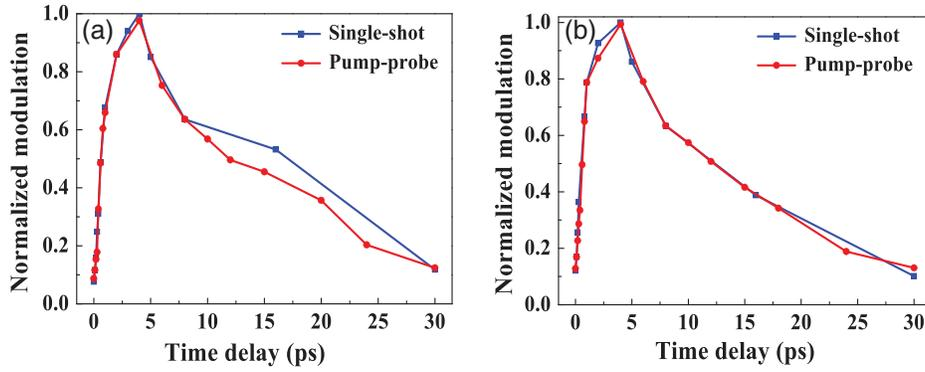 (a)
Single-shot
Pump-probe
Normalized modulation
1.0
0.8
0.6
0.4
0.2
0.0
0 5 10 15 20 25 30
Time delay (ps)
(b)
Single-shot
Pump-probe
Normalized modulation
1.0
0.8
0.6
0.4
0.2
0.0
0 5 10 15 20 25 30
Time delay (ps)